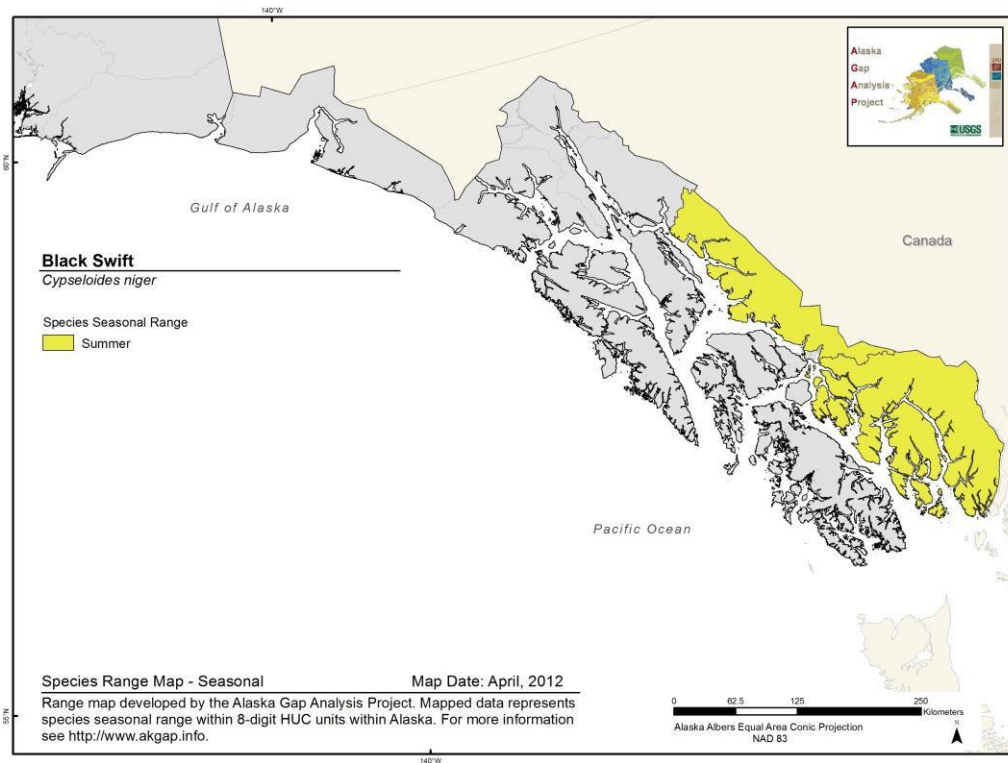 140°W
Alaska
Gap
Analysis
Project
USGS
60°N
Gulf of Alaska
Canada
Black Swift
Cypseloides niger
Species Seasonal Range
Summer
Pacific Ocean
Species Range Map - Seasonal Map Date: April, 2012
Range map developed by the Alaska Gap Analysis Project. Mapped data represents
species seasonal range within 8-digit HUC units within Alaska. For more information
see http://www.akgap.info.
0 62.5 125 250
Kilometers
Alaska Albers Equal Area Conic Projection
NAD 83
N
55°N
140°W